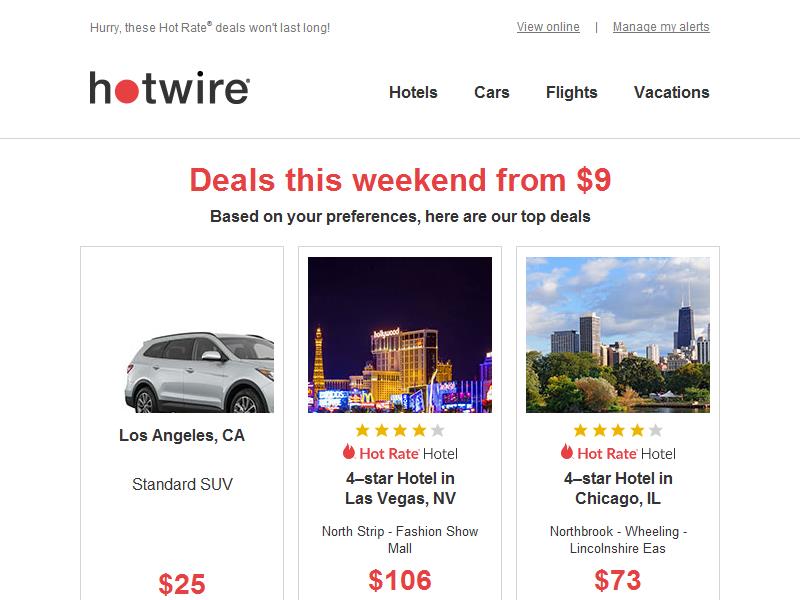 Hurry, these Hot Rate® deals won't last long!
View online | Manage my alerts
hotwire
Hotels Cars Flights Vacations
Deals this weekend from $9
Based on your preferences, here are our top deals
Los Angeles, CA
Standard SUV
$25
hollywood
Hot Rate® Hotel
4–star Hotel in
Las Vegas, NV
North Strip - Fashion Show
Mall
$106
Hot Rate® Hotel
4–star Hotel in
Chicago, IL
Northbrook - Wheeling -
Lincolnshire Eas
$73